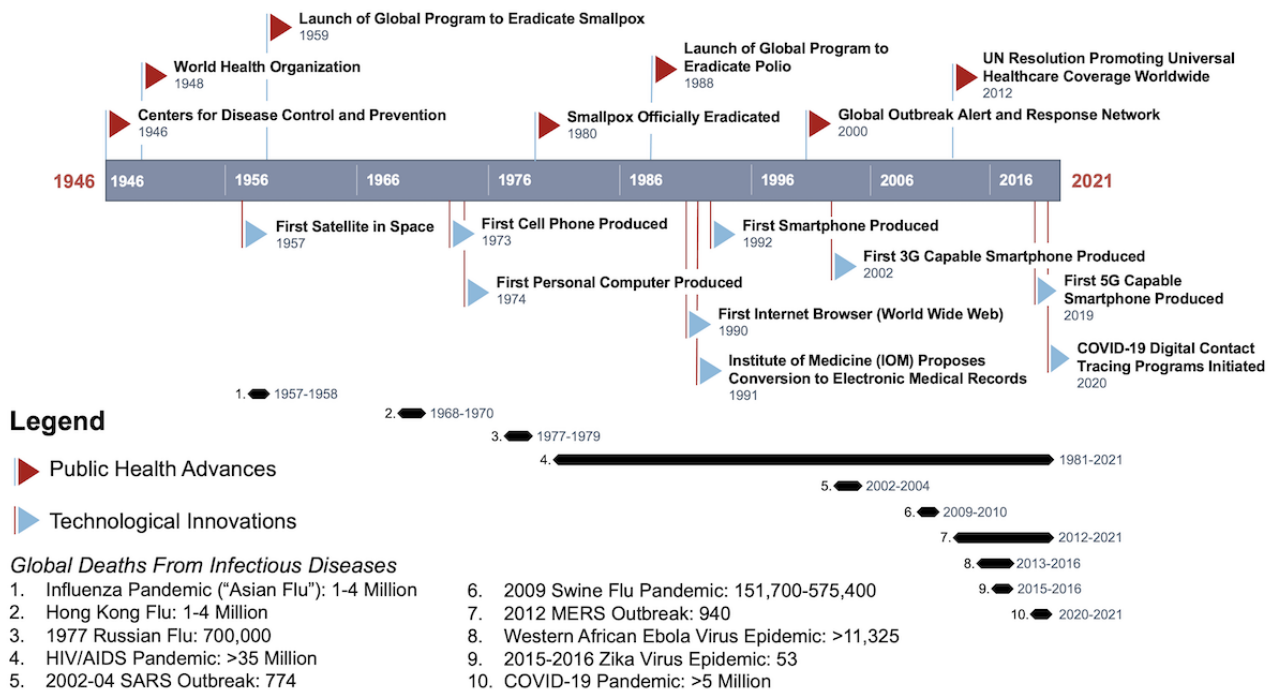 Launch of Global Program to Eradicate Smallpox
1959
World Health Organization
1948
Centers for Disease Control and Prevention
1946
Launch of Global Program to
Eradicate Polio
1988
Smallpox Officially Eradicated
1980
UN Resolution Promoting Universal
Healthcare Coverage Worldwide
2012
Global Outbreak Alert and Response Network
2000
1946 1946 1956 1966 1976 1986 1996 2006 2016 2021
First Satellite in Space
1957
First Cell Phone Produced
1973
First Personal Computer Produced
1974
First Smartphone Produced
1992
First 3G Capable Smartphone Produced
2002
First Internet Browser (World Wide Web)
1990
Institute of Medicine (IOM) Proposes
Conversion to Electronic Medical Records
1991
First 5G Capable
Smartphone Produced
2019
COVID-19 Digital Contact
Tracing Programs Initiated
2020
1. 1957-1958
2. 1968-1970
3. 1977-1979
4. 1981-2021
5. 2002-2004
6. 2009-2010
7. 2012-2021
8. 2013-2016
9. 2015-2016
10. 2020-2021
Legend
Public Health Advances
Technological Innovations
Global Deaths From Infectious Diseases
1. Influenza Pandemic (“Asian Flu”): 1-4 Million
2. Hong Kong Flu: 1-4 Million
3. 1977 Russian Flu: 700,000
4. HIV/AIDS Pandemic: >35 Million
5. 2002-04 SARS Outbreak: 774
6. 2009 Swine Flu Pandemic: 151,700-575,400
7. 2012 MERS Outbreak: 940
8. Western African Ebola Virus Epidemic: >11,325
9. 2015-2016 Zika Virus Epidemic: 53
10. COVID-19 Pandemic: >5 Million